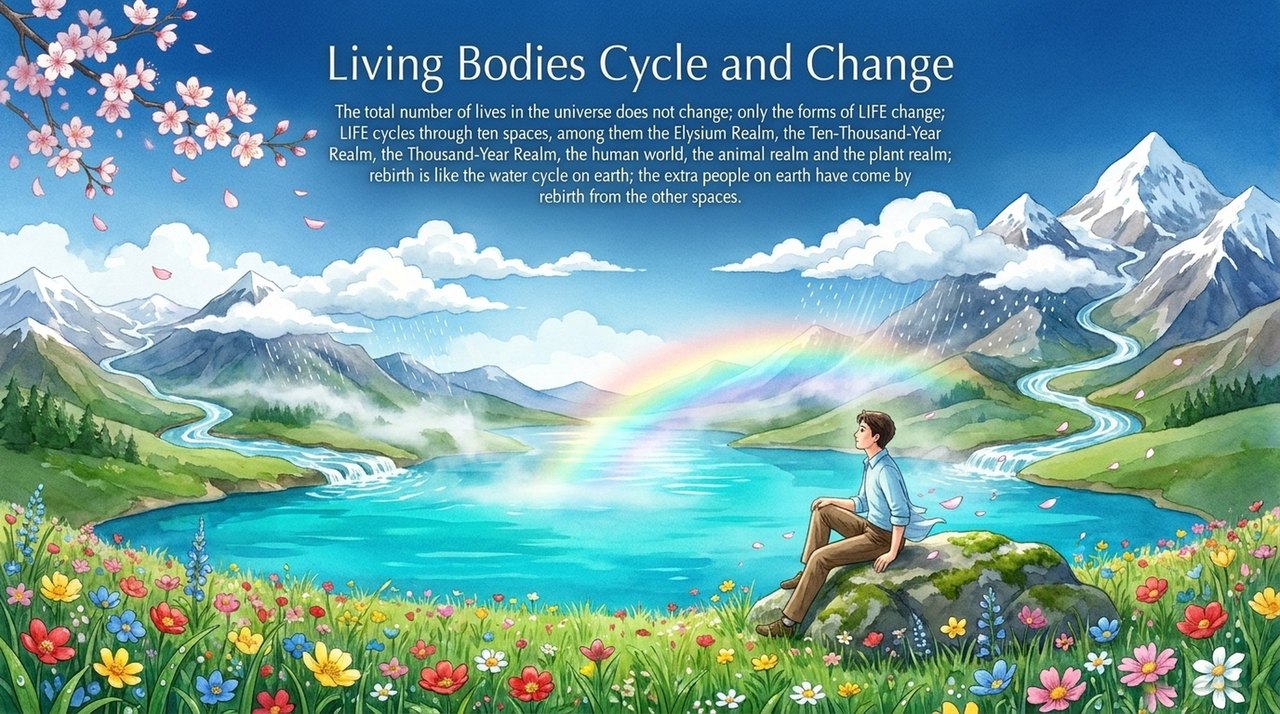 Living Bodies Cycle and Change
The total number of lives in the universe does not change; only the forms of LIFE change;
LIFE cycles through ten spaces, among them the Elysium Realm, the Ten-Thousand-Year
Realm, the Thousand-Year Realm, the human world, the animal realm and the plant realm;
rebirth is like the water cycle on earth; the extra people on earth have come by
rebirth from the other spaces.